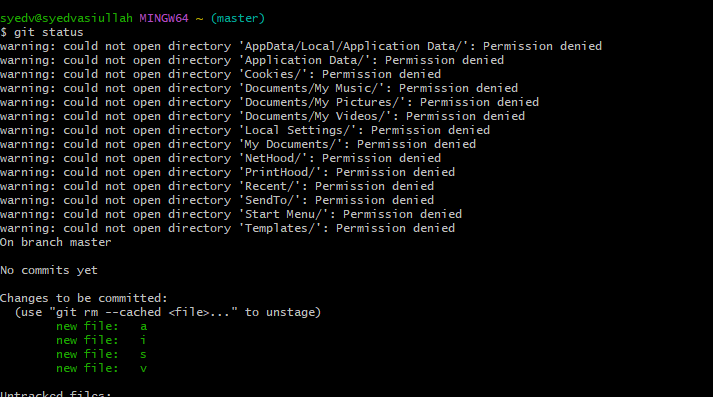 syedv@syedvasiullah MINGW64 ~ (master)
$ git status
warning: could not open directory 'AppData/Local/Application Data/': Permission denied
warning: could not open directory 'Application Data/': Permission denied
warning: could not open directory 'Cookies/': Permission denied
warning: could not open directory 'Documents/My Music/': Permission denied
warning: could not open directory 'Documents/My Pictures/': Permission denied
warning: could not open directory 'Documents/My Videos/': Permission denied
warning: could not open directory 'Local Settings/': Permission denied
warning: could not open directory 'My Documents/': Permission denied
warning: could not open directory 'NetHood/': Permission denied
warning: could not open directory 'PrintHood/': Permission denied
warning: could not open directory 'Recent/': Permission denied
warning: could not open directory 'SendTo/': Permission denied
warning: could not open directory 'Start Menu/': Permission denied
warning: could not open directory 'Templates/': Permission denied
On branch master
No commits yet
Changes to be committed:
(use "git rm --cached <file>..." to unstage)
new file: a
new file: i
new file: s
new file: v
Untracked files: